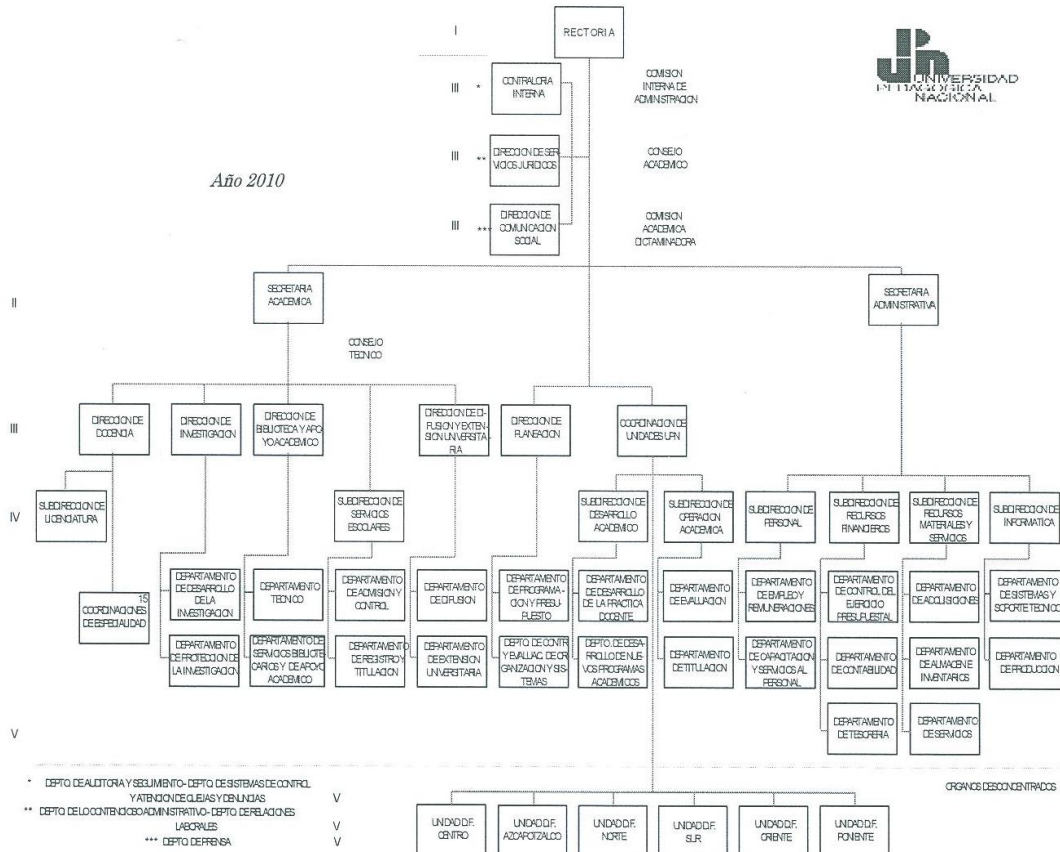 I
RECTORIA
UNIVERSIDAD
PEDAGOGICA
NACIONAL
III *
CONTRALORIA
INTERNA
COMISION
INTERNA DE
ADMINISTRACION
III **
DIRECCION DE SER-
VICIOS JURIDICOS
CONSEJO
ACADEMICO
Año 2010
III ***
DIRECCION DE
COMUNICACION
SOCIAL
COMISION
ACADEMICA
DICTAMINADORA
II
SECRETARIA
ACADEMICA
SECRETARIA
ADMINISTRATIVA
CONSEJO
TECNICO
III
DIRECCION DE
DOCENCIA
DIRECCION DE
INVESTIGACION
DIRECCION DE
BIBLIOTECA Y APO-
YO ACADEMICO
DIRECCION DE DI-
FUSION Y EXTEN-
SION UNIVERSITA-
RIA
DIRECCION DE
PLANEACION
COORDINACION DE
UNIDADES UPN
IV
SUBDIRECCION DE
LICENCIATURA
SUBDIRECCION DE
SERVICIOS
ESCOLARES
SUBDIRECCION DE
DESARROLLO
ACADEMICO
SUBDIRECCION DE
OPERACION
ACADEMICA
SUBDIRECCION DE
PERSONAL
SUBDIRECCION DE
RECURSOS
FINANCIEROS
SUBDIRECCION DE
RECURSOS
MATERIALES Y
SERVICIOS
SUBDIRECCION
DE INFORMATICA
15
COORDINACIONES
DE ESPECIALIDAD
DEPARTAMENTO
DE DESARROLLO
DE LA
INVESTIGACION
DEPARTAMENTO
TECNICO
DEPARTAMENTO
DE ADMISION Y
CONTROL
DEPARTAMENTO
DE DIFUSION
DEPARTAMENTO
DE PROGRAMA-
CION Y PRESU-
PUESTO
DEPARTAMENTO
DE DESARROLLO
DE LA PRACTICA
DOCENTE
DEPARTAMENTO
DE EVALUACION
DEPARTAMENTO
DE EMPLEO Y
REMUNERACIONES
DEPARTAMENTO
DE CONTROL DEL
EJERCICIO
PRESUPUESTAL
DEPARTAMENTO
DE ADQUISICIONES
DEPARTAMENTO
DE SISTEMAS Y
SOPORTE TECNICO
DEPARTAMENTO
DE PROTECCION DE
LA INVESTIGACION
DEPARTAMENTO DE
SERVICIOS BIBLIOTE-
CARIOS Y DE APOYO
ACADEMICO
DEPARTAMENTO
DE REGISTRO Y
TITULACION
DEPARTAMENTO
DE EXTENSION
UNIVERSITARIA
DEPTO. DE CONTR.
Y EVALUAC. DE OR-
GANIZACION Y SIS-
TEMAS
DEPTO. DE DESA-
RROLLO DE NUE-
VOS PROGRAMAS
ACADEMICOS
DEPARTAMENTO
DE TITULACION
DEPARTAMENTO
DE CAPACITACION
Y SERVICIOS AL
PERSONAL
DEPARTAMENTO
DE CONTABILIDAD
DEPARTAMENTO
DE ALMACEN E
INVENTARIOS
DEPARTAMENTO
DE PRODUCCION
V
DEPARTAMENTO
DE TESORERIA
DEPARTAMENTO
DE SERVICIOS
* DEPTO. DE AUDITORIA Y SEGUIMIENTO- DEPTO. DE SISTEMAS DE CONTROL
Y ATENCION DE QUEJAS Y DENUNCIAS V
** DEPTO. DE LO CONTENCIOSO ADMINISTRATIVO- DEPTO. DE RELACIONES
LABORALES V
*** DEPTO. DE PRENSA V
ORGANOS DESCONCENTRADOS
UNIDAD D.F.
CENTRO
UNIDAD D.F.
AZCAPOTZALCO
UNIDAD D.F.
NORTE
UNIDAD D.F.
SUR
UNIDAD D.F.
ORIENTE
UNIDAD D.F.
PONIENTE